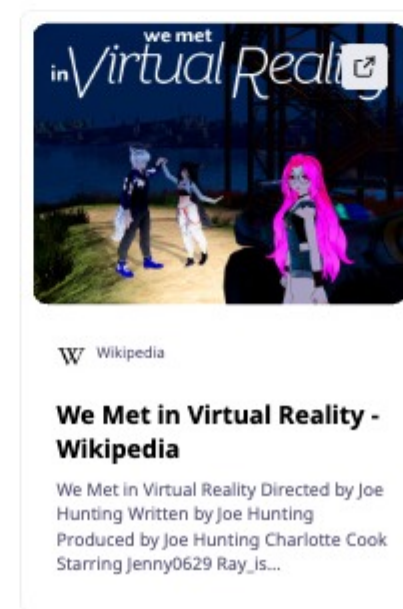 we met
in Virtual Reality
Wikipedia
We Met in Virtual Reality -
Wikipedia
We Met in Virtual Reality Directed by Joe
Hunting Written by Joe Hunting
Produced by Joe Hunting Charlotte Cook
Starring Jenny0629 Ray_is...